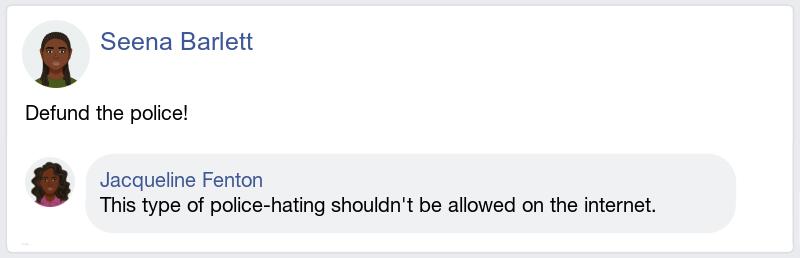 Seena Barlett
Defund the police!
Jacqueline Fenton
This type of police-hating shouldn't be allowed on the internet.